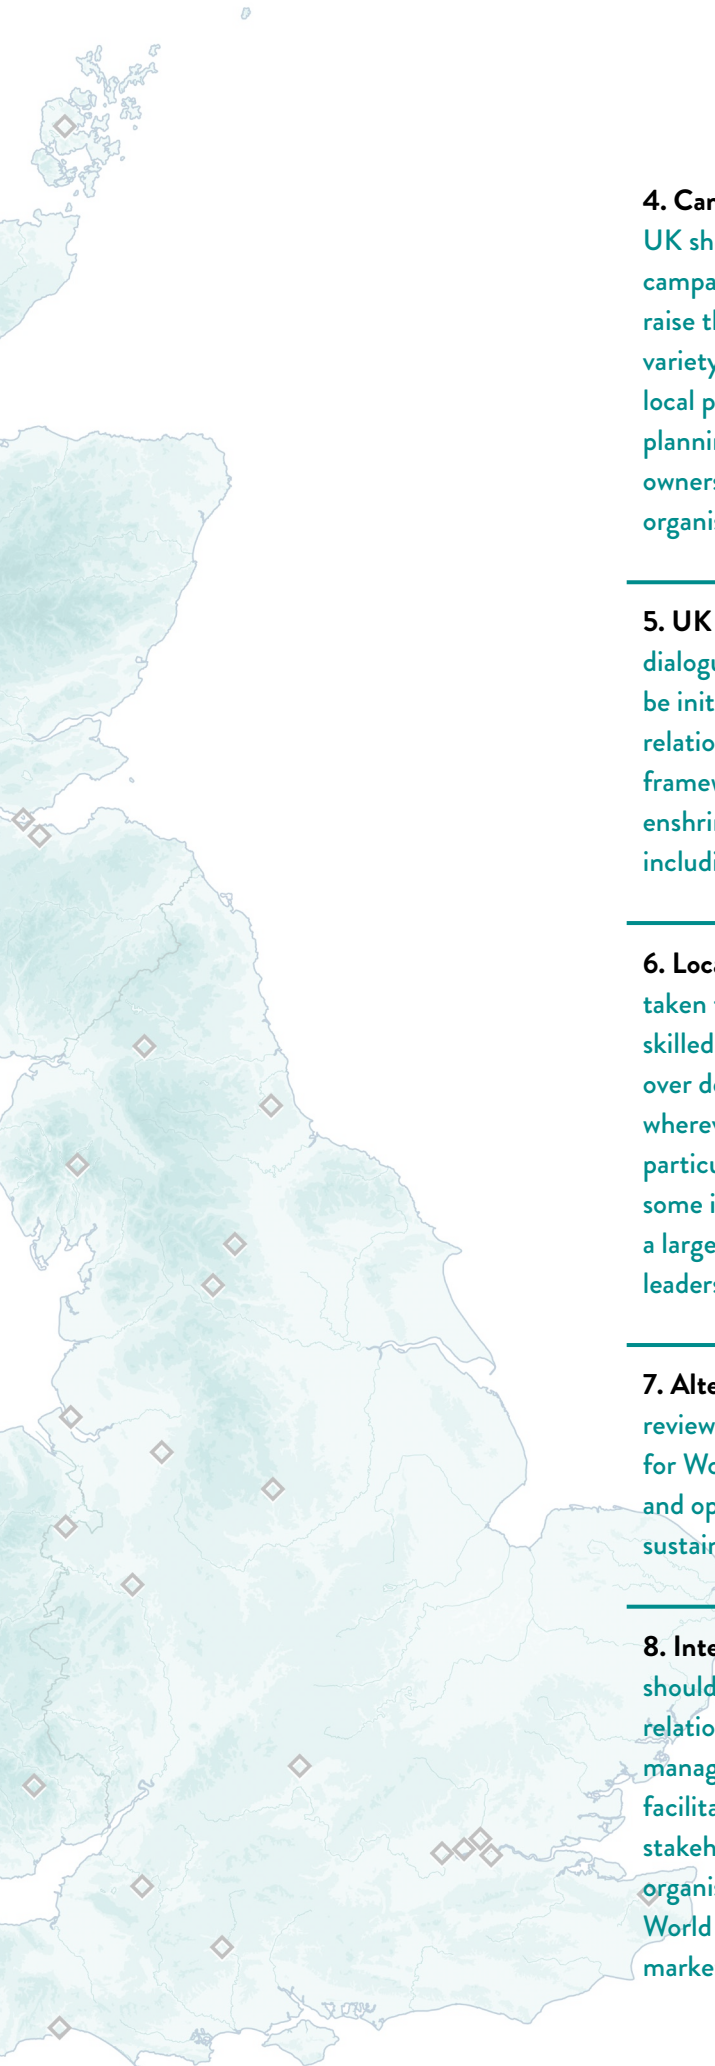 4. Car
UK sh
campa
raise th
variety
local p
plannin
owners
organis
5. UK
dialogu
be init
relatio
framew
enshrin
includi
6. Loca
taken
skilled
over de
wherev
particu
some i
a large
leaders
7. Alte
review
for Wo
and op
sustain
8. Inte
should
relatio
manag
facilita
stakeh
organis
World
marke